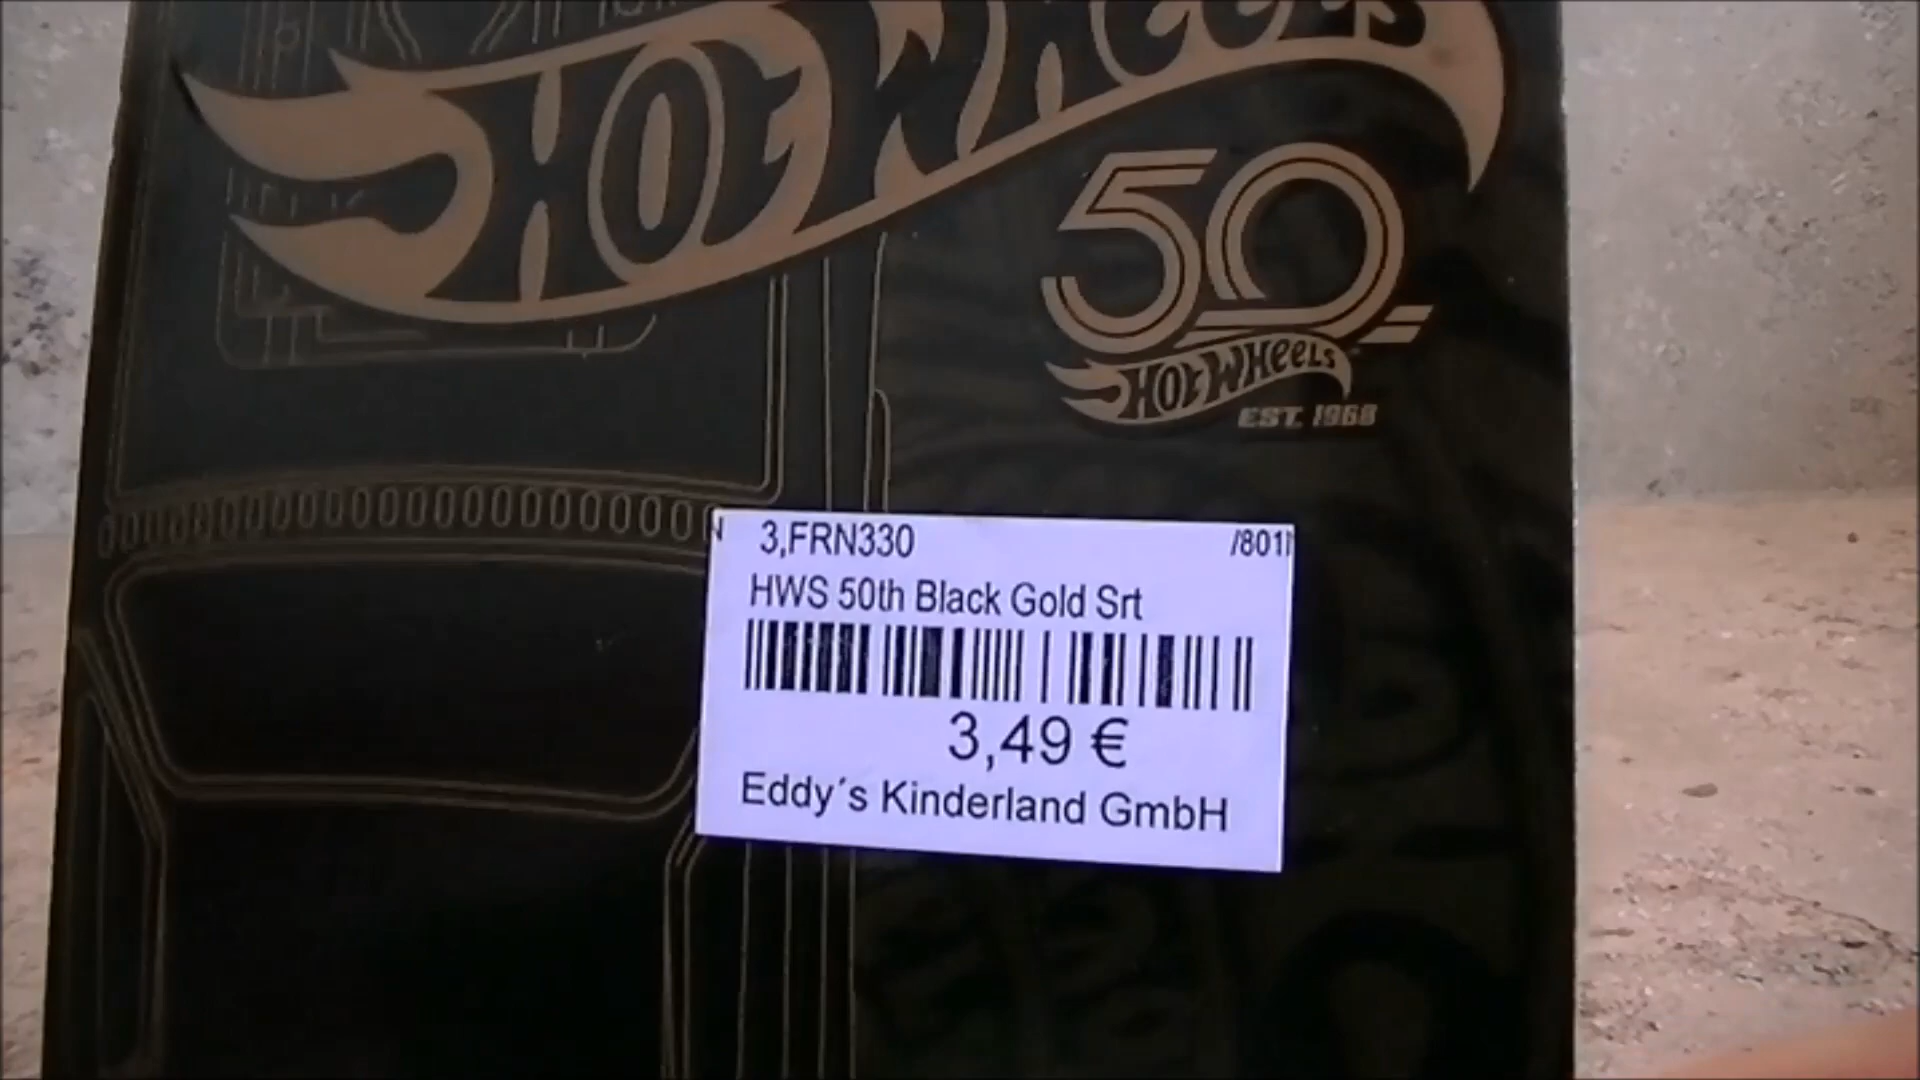 HOT WHEELS
50
HOT WHEELS
EST. 1968
3,FRN330 /801
HWS 50th Black Gold Srt
3,49 €
Eddy´s Kinderland GmbH